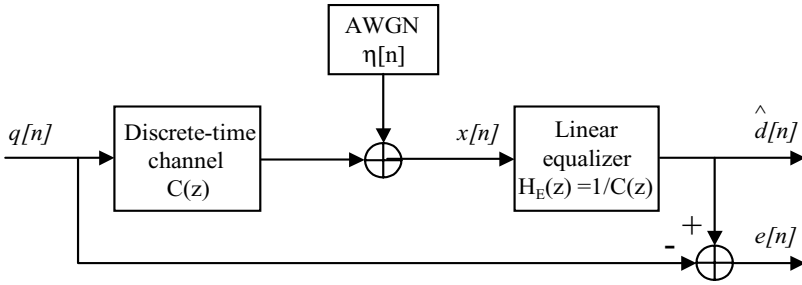 AWGN
η[n]
q[n]
Discrete-time
channel
C(z)
x[n]
Linear
equalizer
H_E(z) =1/C(z)
^
d[n]
+
-
e[n]